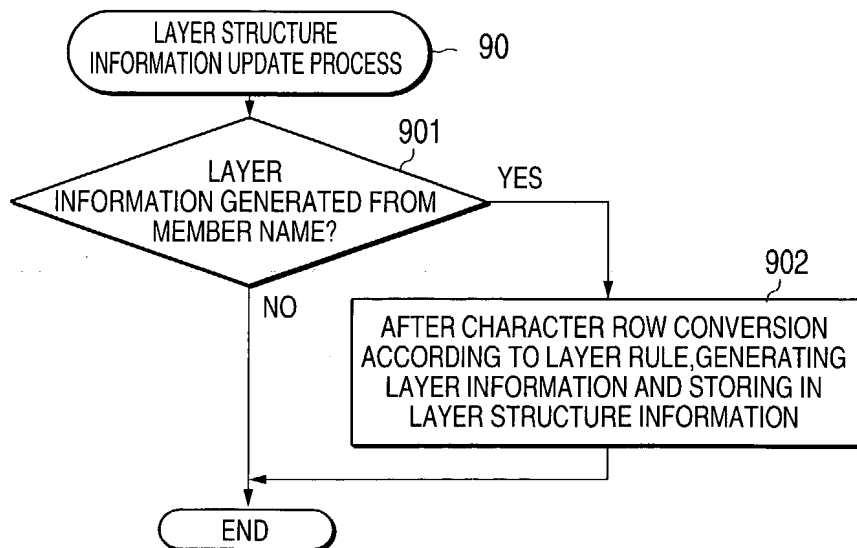 LAYER STRUCTURE
INFORMATION UPDATE PROCESS
90
901
LAYER
INFORMATION GENERATED FROM
MEMBER NAME?
YES
NO
902
AFTER CHARACTER ROW CONVERSION
ACCORDING TO LAYER RULE,GENERATING
LAYER INFORMATION AND STORING IN
LAYER STRUCTURE INFORMATION
END